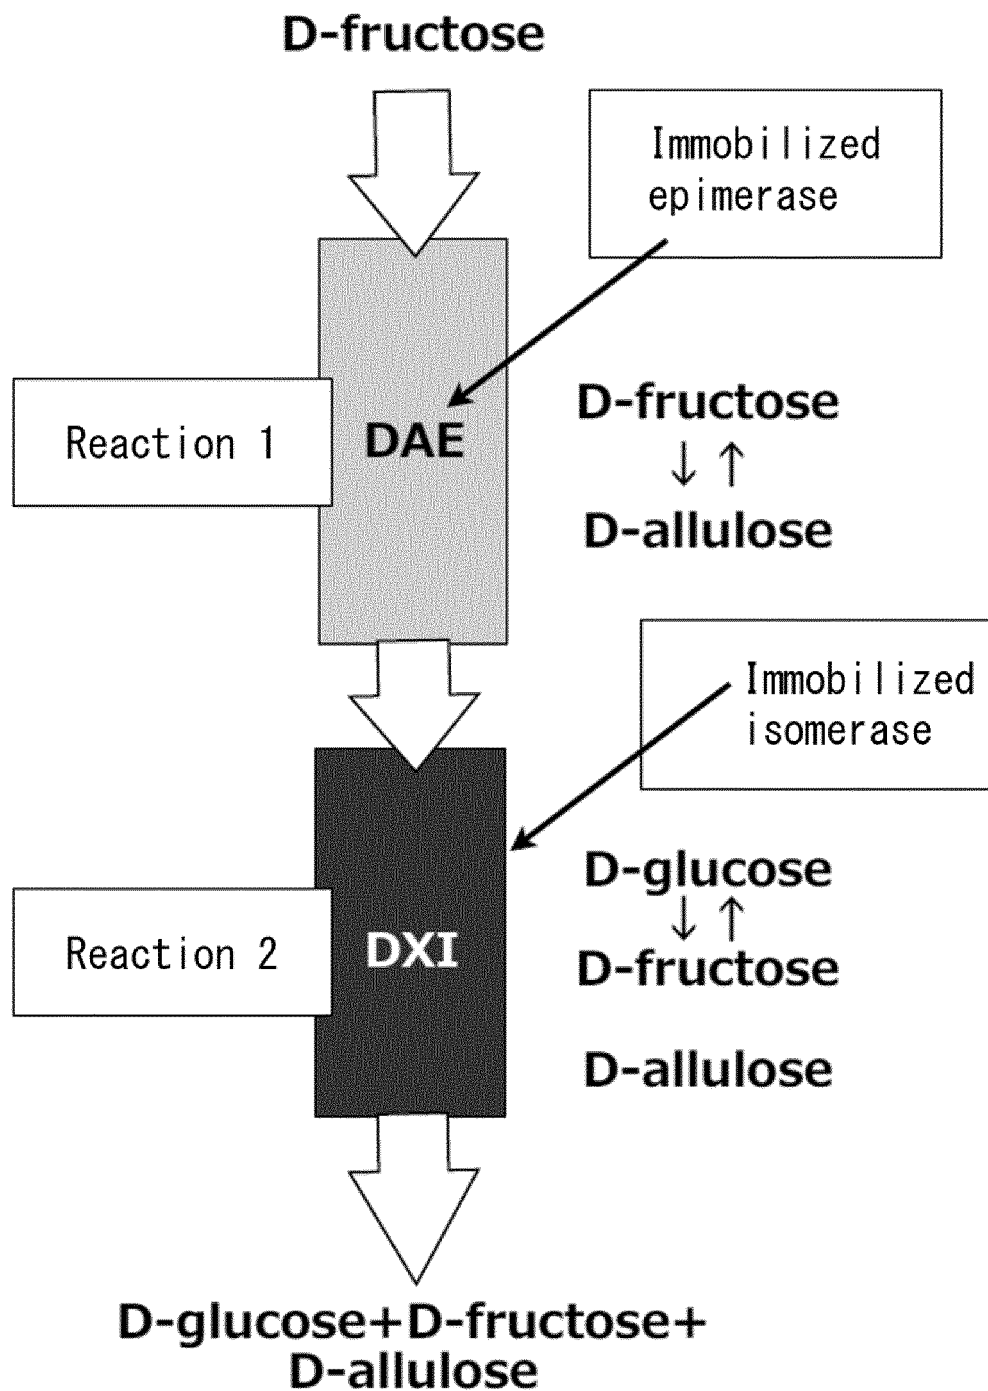 D-fructose
Immobilized
epimerase
Reaction 1
DAE
D-fructose
↓ ↑
D-allulose
Immobilized
isomerase
D-glucose
↓ ↑
Reaction 2
DXI
D-fructose
D-allulose
D-glucose+D-fructose+
D-allulose